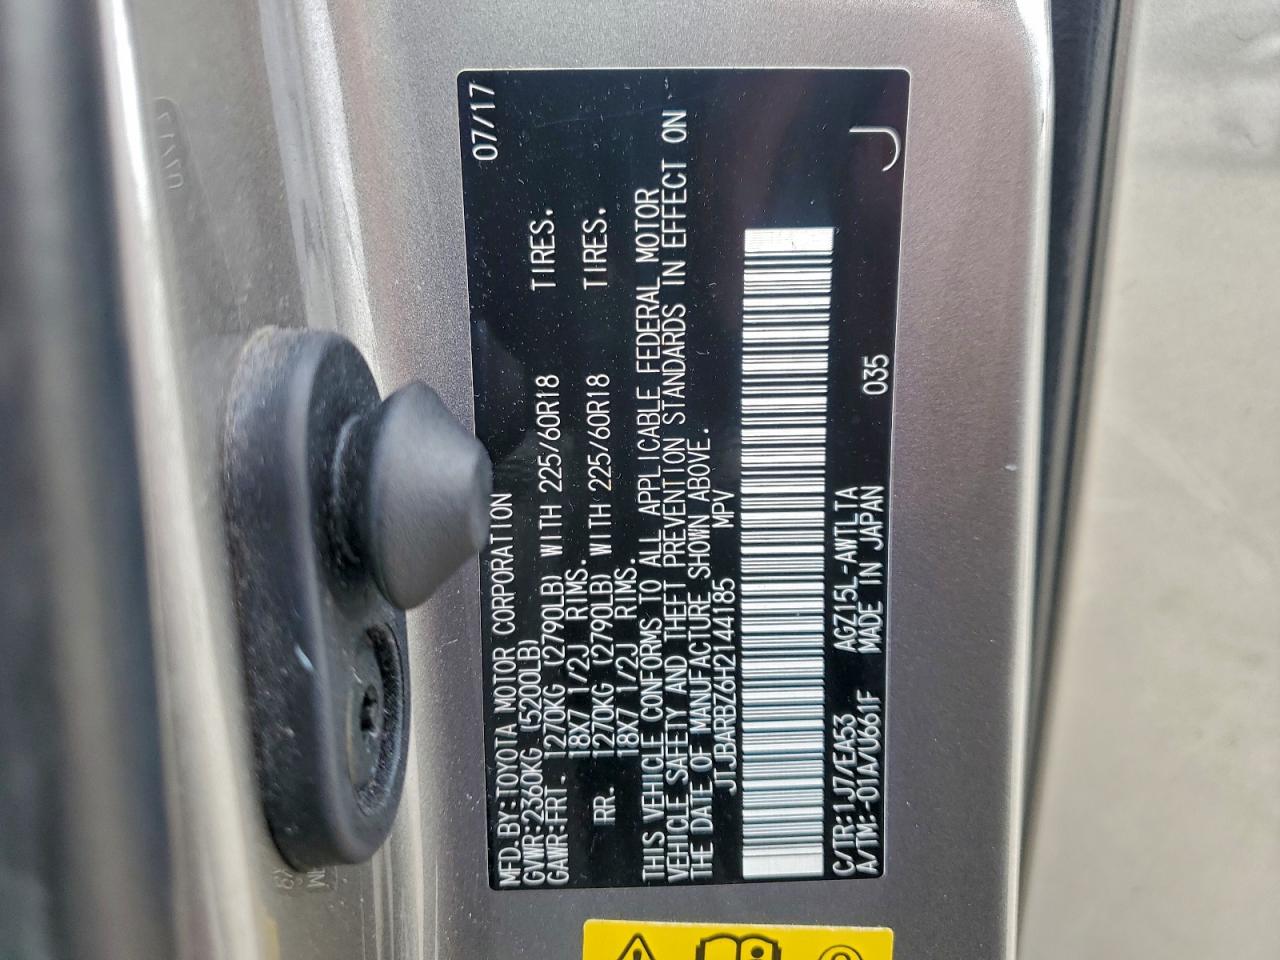 MFD.BY:TOYOTA MOTOR CORPORATION 07/17
GVWR:2360KG (5200LB)
GAWR:FRT. 1270KG (2790LB) WITH 225/60R18 TIRES.
18X7 1/2J RIMS.
RR. 1270KG (2790LB) WITH 225/60R18 TIRES.
18X7 1/2J RIMS.
THIS VEHICLE CONFORMS TO ALL APPLICABLE FEDERAL MOTOR
VEHICLE SAFETY AND THEFT PREVENTION STANDARDS IN EFFECT ON
THE DATE OF MANUFACTURE SHOWN ABOVE.
JTJBARBZ6H2144185 MPV
C/TR:1J7/EA53 AGZ15L-AWTLTA
A/TM:-01A/U661F MADE IN JAPAN 035
J